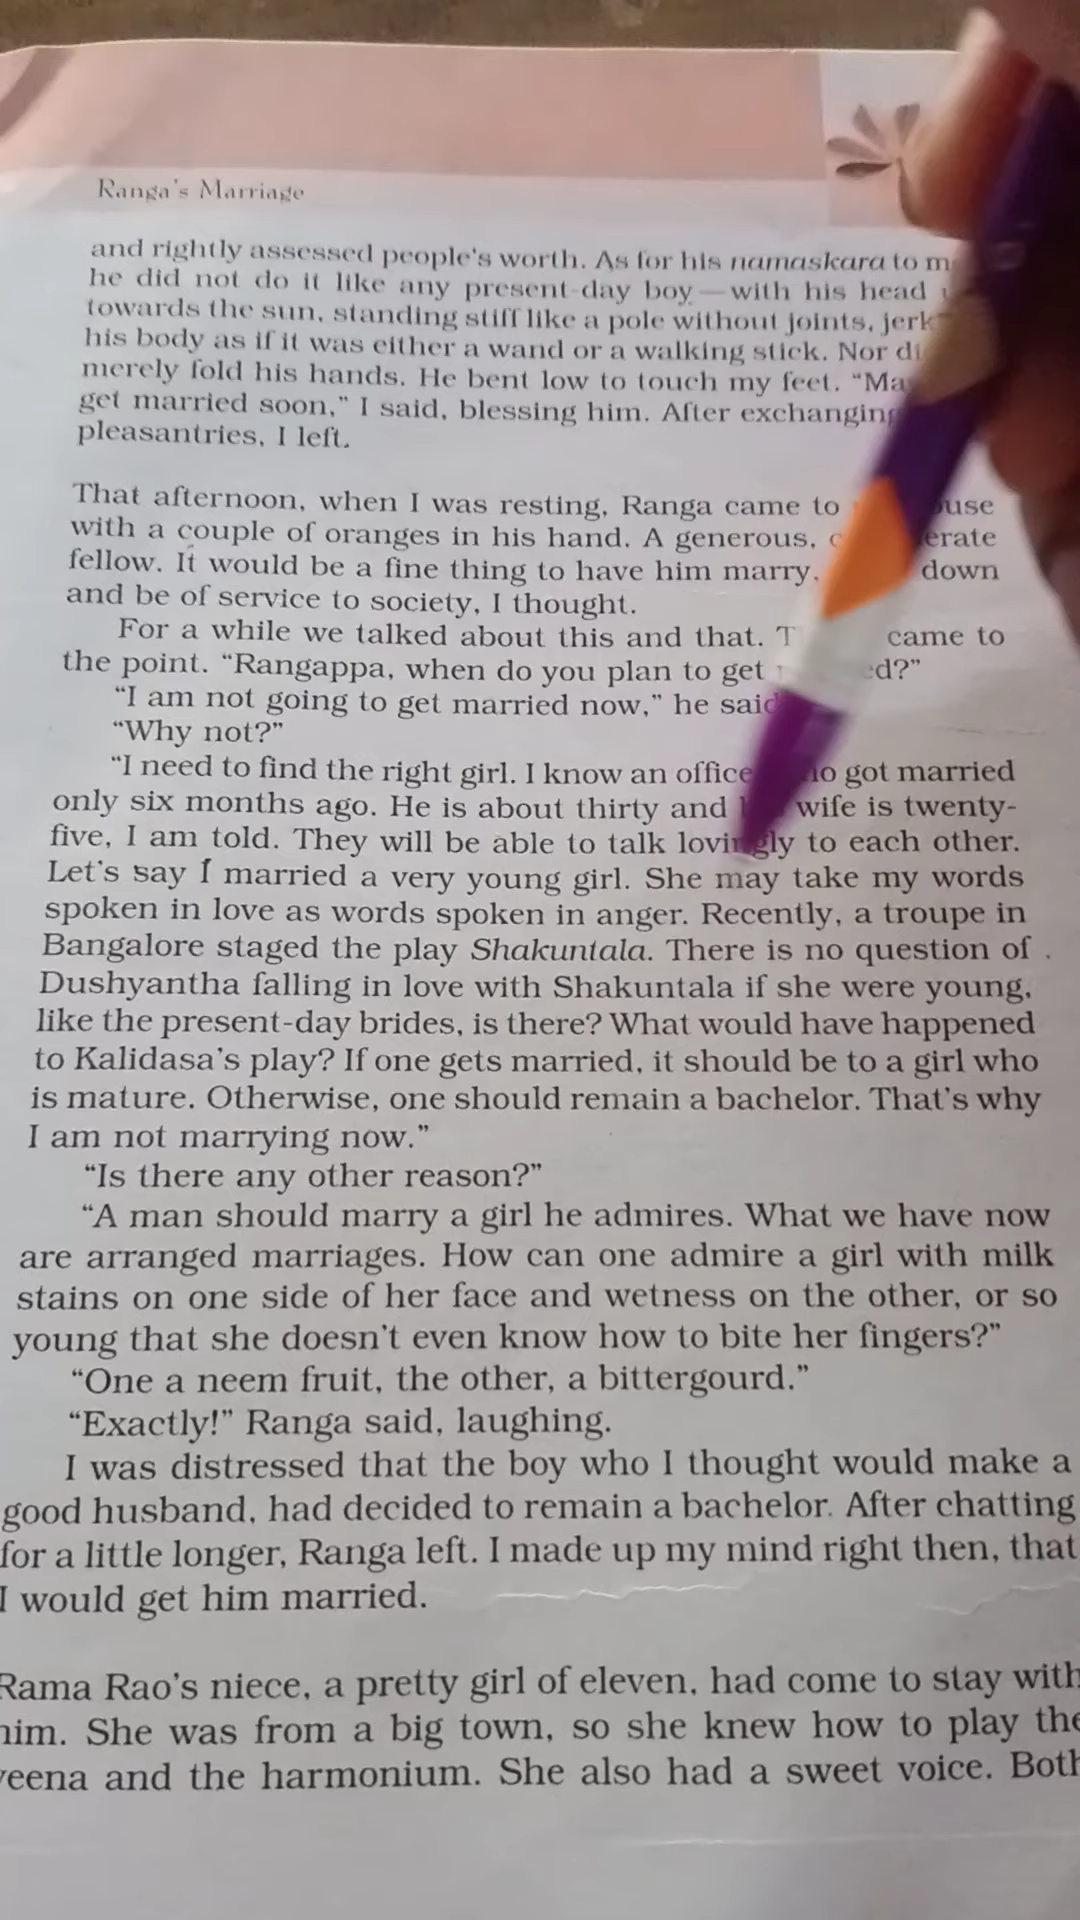 Ranga's Marriage
and rightly assessed people's worth. As for his namaskara to
he did not do it like any present-day boy—with his head
towards the sun, standing stiff like a pole without joints,
his body as if it was either a wand or a walking stick. Nor
merely fold his hands. He bent low to touch my feet. "
get married soon," I said, blessing him. After
pleasantries, I left.
That afternoon, when I was resting, Ranga came to
with a couple of oranges in his hand. A generous,
fellow. It would be a fine thing to have him marry, down
and be of service to society, I thought.
For a while we talked about this and that. came to
the point. "Rangappa, when do you plan to get
"I am not going to get married now," he said
"Why not?"
"I need to find the right girl. I know an got married
only six months ago. He is about thirty and wife is twenty-
five, I am told. They will be able to talk lovingly to each other.
Let's say I married a very young girl. She may take my words
spoken in love as words spoken in anger. Recently, a troupe in
Bangalore staged the play Shakuntala. There is no question of
Dushyantha falling in love with Shakuntala if she were young,
like the present-day brides, is there? What would have happened
to Kalidasa's play? If one gets married, it should be to a girl who
is mature. Otherwise, one should remain a bachelor. That's why
I am not marrying now."
"Is there any other reason?"
"A man should marry a girl he admires. What we have now
are arranged marriages. How can one admire a girl with milk
stains on one side of her face and wetness on the other, or so
young that she doesn't even know how to bite her fingers?"
"One a neem fruit, the other, a bittergourd."
"Exactly!" Ranga said, laughing.
I was distressed that the boy who I thought would make a
good husband, had decided to remain a bachelor. After chatting
for a little longer, Ranga left. I made up my mind right then, that
I would get him married.
Rama Rao's niece, a pretty girl of eleven, had come to stay with
him. She was from a big town, so she knew how to play the
veena and the harmonium. She also had a sweet voice. Both